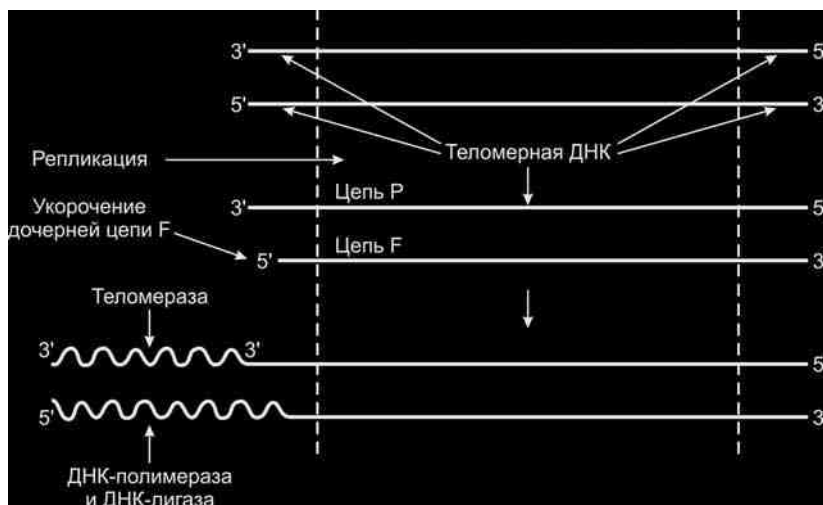 3' 5'
5' 3'
Теломерная ДНК
Репликация
Цепь Р
3' 5'
Укорочение
дочерней цепи F
Цепь F
5' 3
Теломераза
3' 3' 5'
5' 3
ДНК-полимераза
и ДНК-лигаза